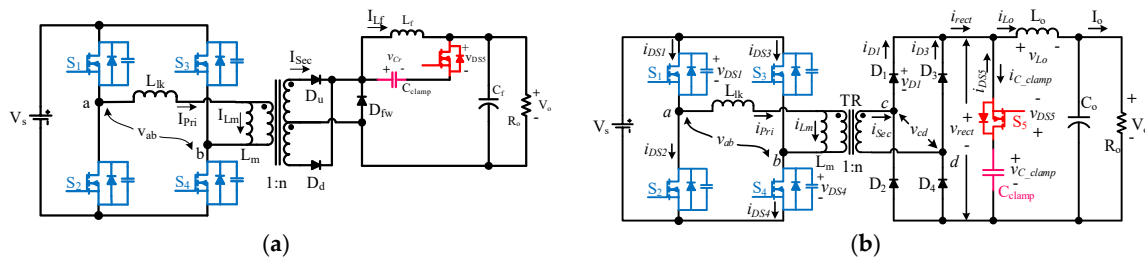 S1
S3
Llk
a
IPri
ILm
Vs
vab
b
Lm
S2
S4
1:n
ISec
Du
Dd
Dfw
ILf
Lf
+ vCr -
Cclamp
+
vDS5
-
Cf
Ro
+
Vo
-
(a)
iDS1
iDS3
S1
+
vDS1
-
S3
Llk
a
iPri
iLm
TR
Vs
vab
b
Lm
1:n
iDS2
S2
S4
+
vDS4
-
iDS4
iSec
c
vcd
d
iD1
iD3
D1
+
vD1
-
D3
D2
D4
irect
+
vrect
-
iLo
Lo
+ vLo -
iDS5
iC_clamp
S5
-
vDS5
+
+
vC_clamp
-
Cclamp
Io
Co
Ro
+
Vo
-
(b)